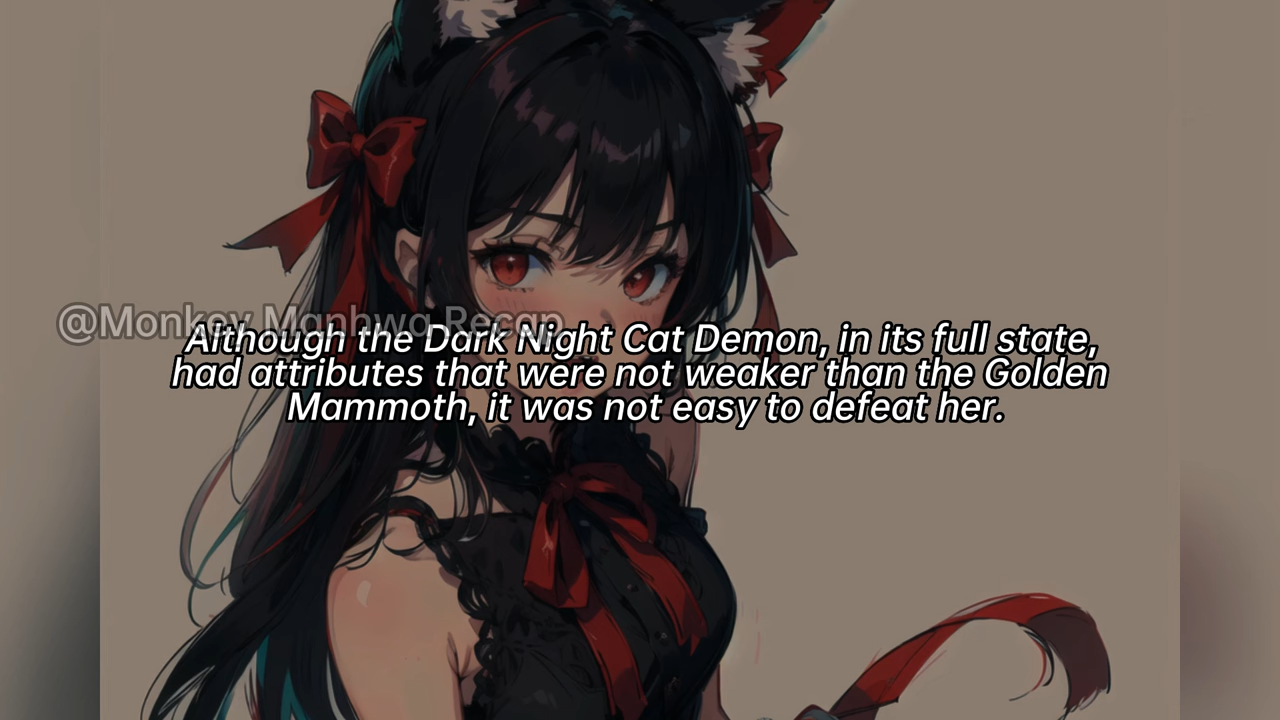 @Monkey Manhwa Recap
Although the Dark Night Cat Demon, in its full state,
had attributes that were not weaker than the Golden
Mammoth, it was not easy to defeat her.